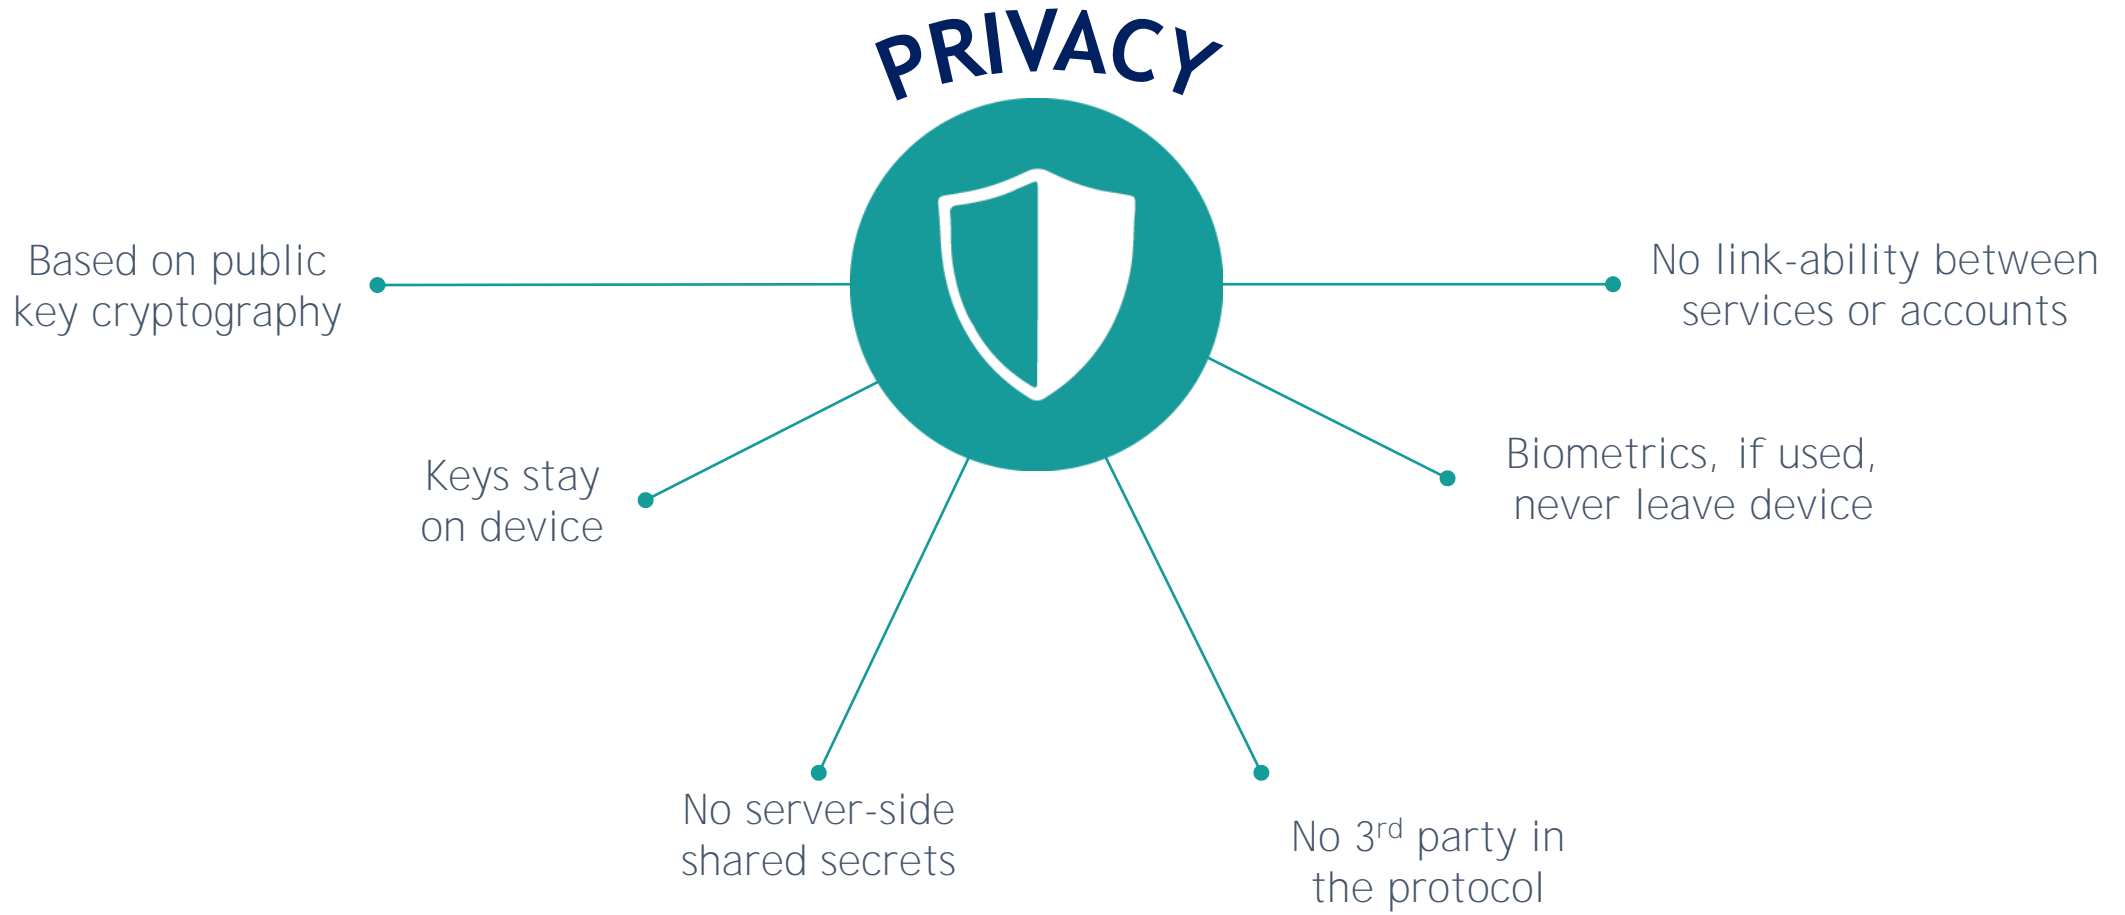 PRIVACY
Based on public
key cryptography
Keys stay
on device
No server-side
shared secrets
No 3rd party in
the protocol
Biometrics, if used,
never leave device
No link-ability between
services or accounts